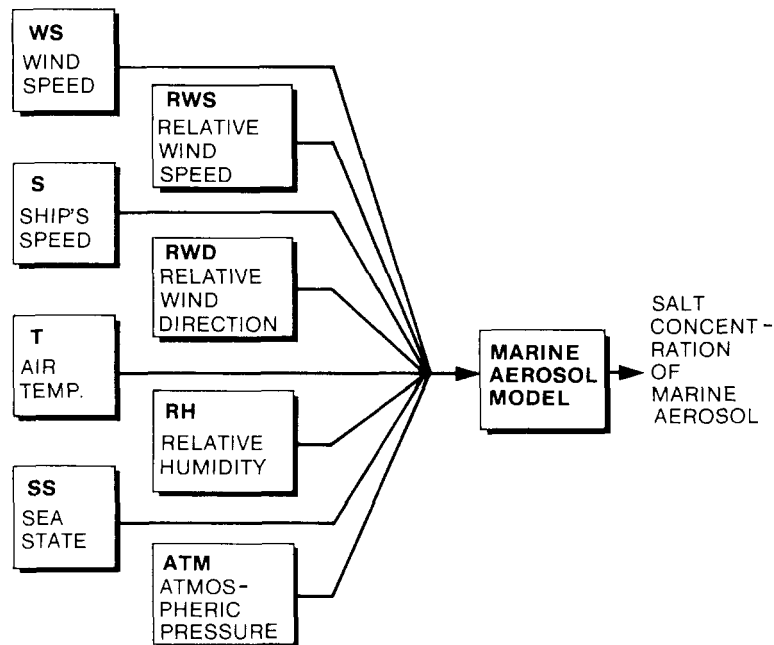 WS
WIND
SPEED
RWS
RELATIVE
WIND
SPEED
S
SHIP'S
SPEED
RWD
RELATIVE
WIND
DIRECTION
T
AIR
TEMP.
RH
RELATIVE
HUMIDITY
SS
SEA
STATE
ATM
ATMOS-
PHERIC
PRESSURE
MARINE
AEROSOL
MODEL
SALT
CONCENT-
RATION
OF
MARINE
AEROSOL